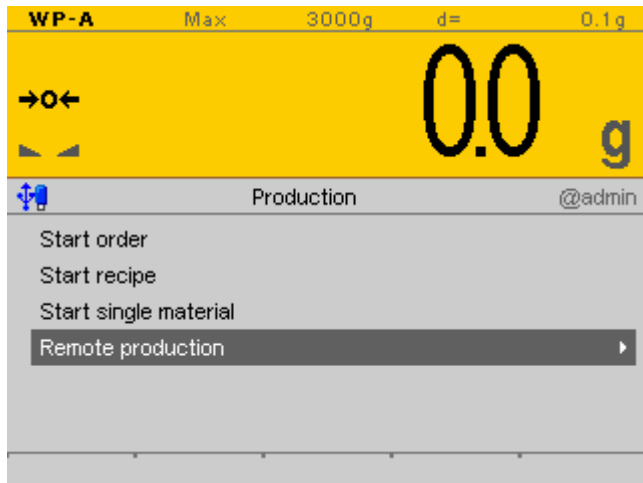 WP-A Max 3000g d= 0.1g
→0←
0.0 g
Production @admin
Start order
Start recipe
Start single material
Remote production